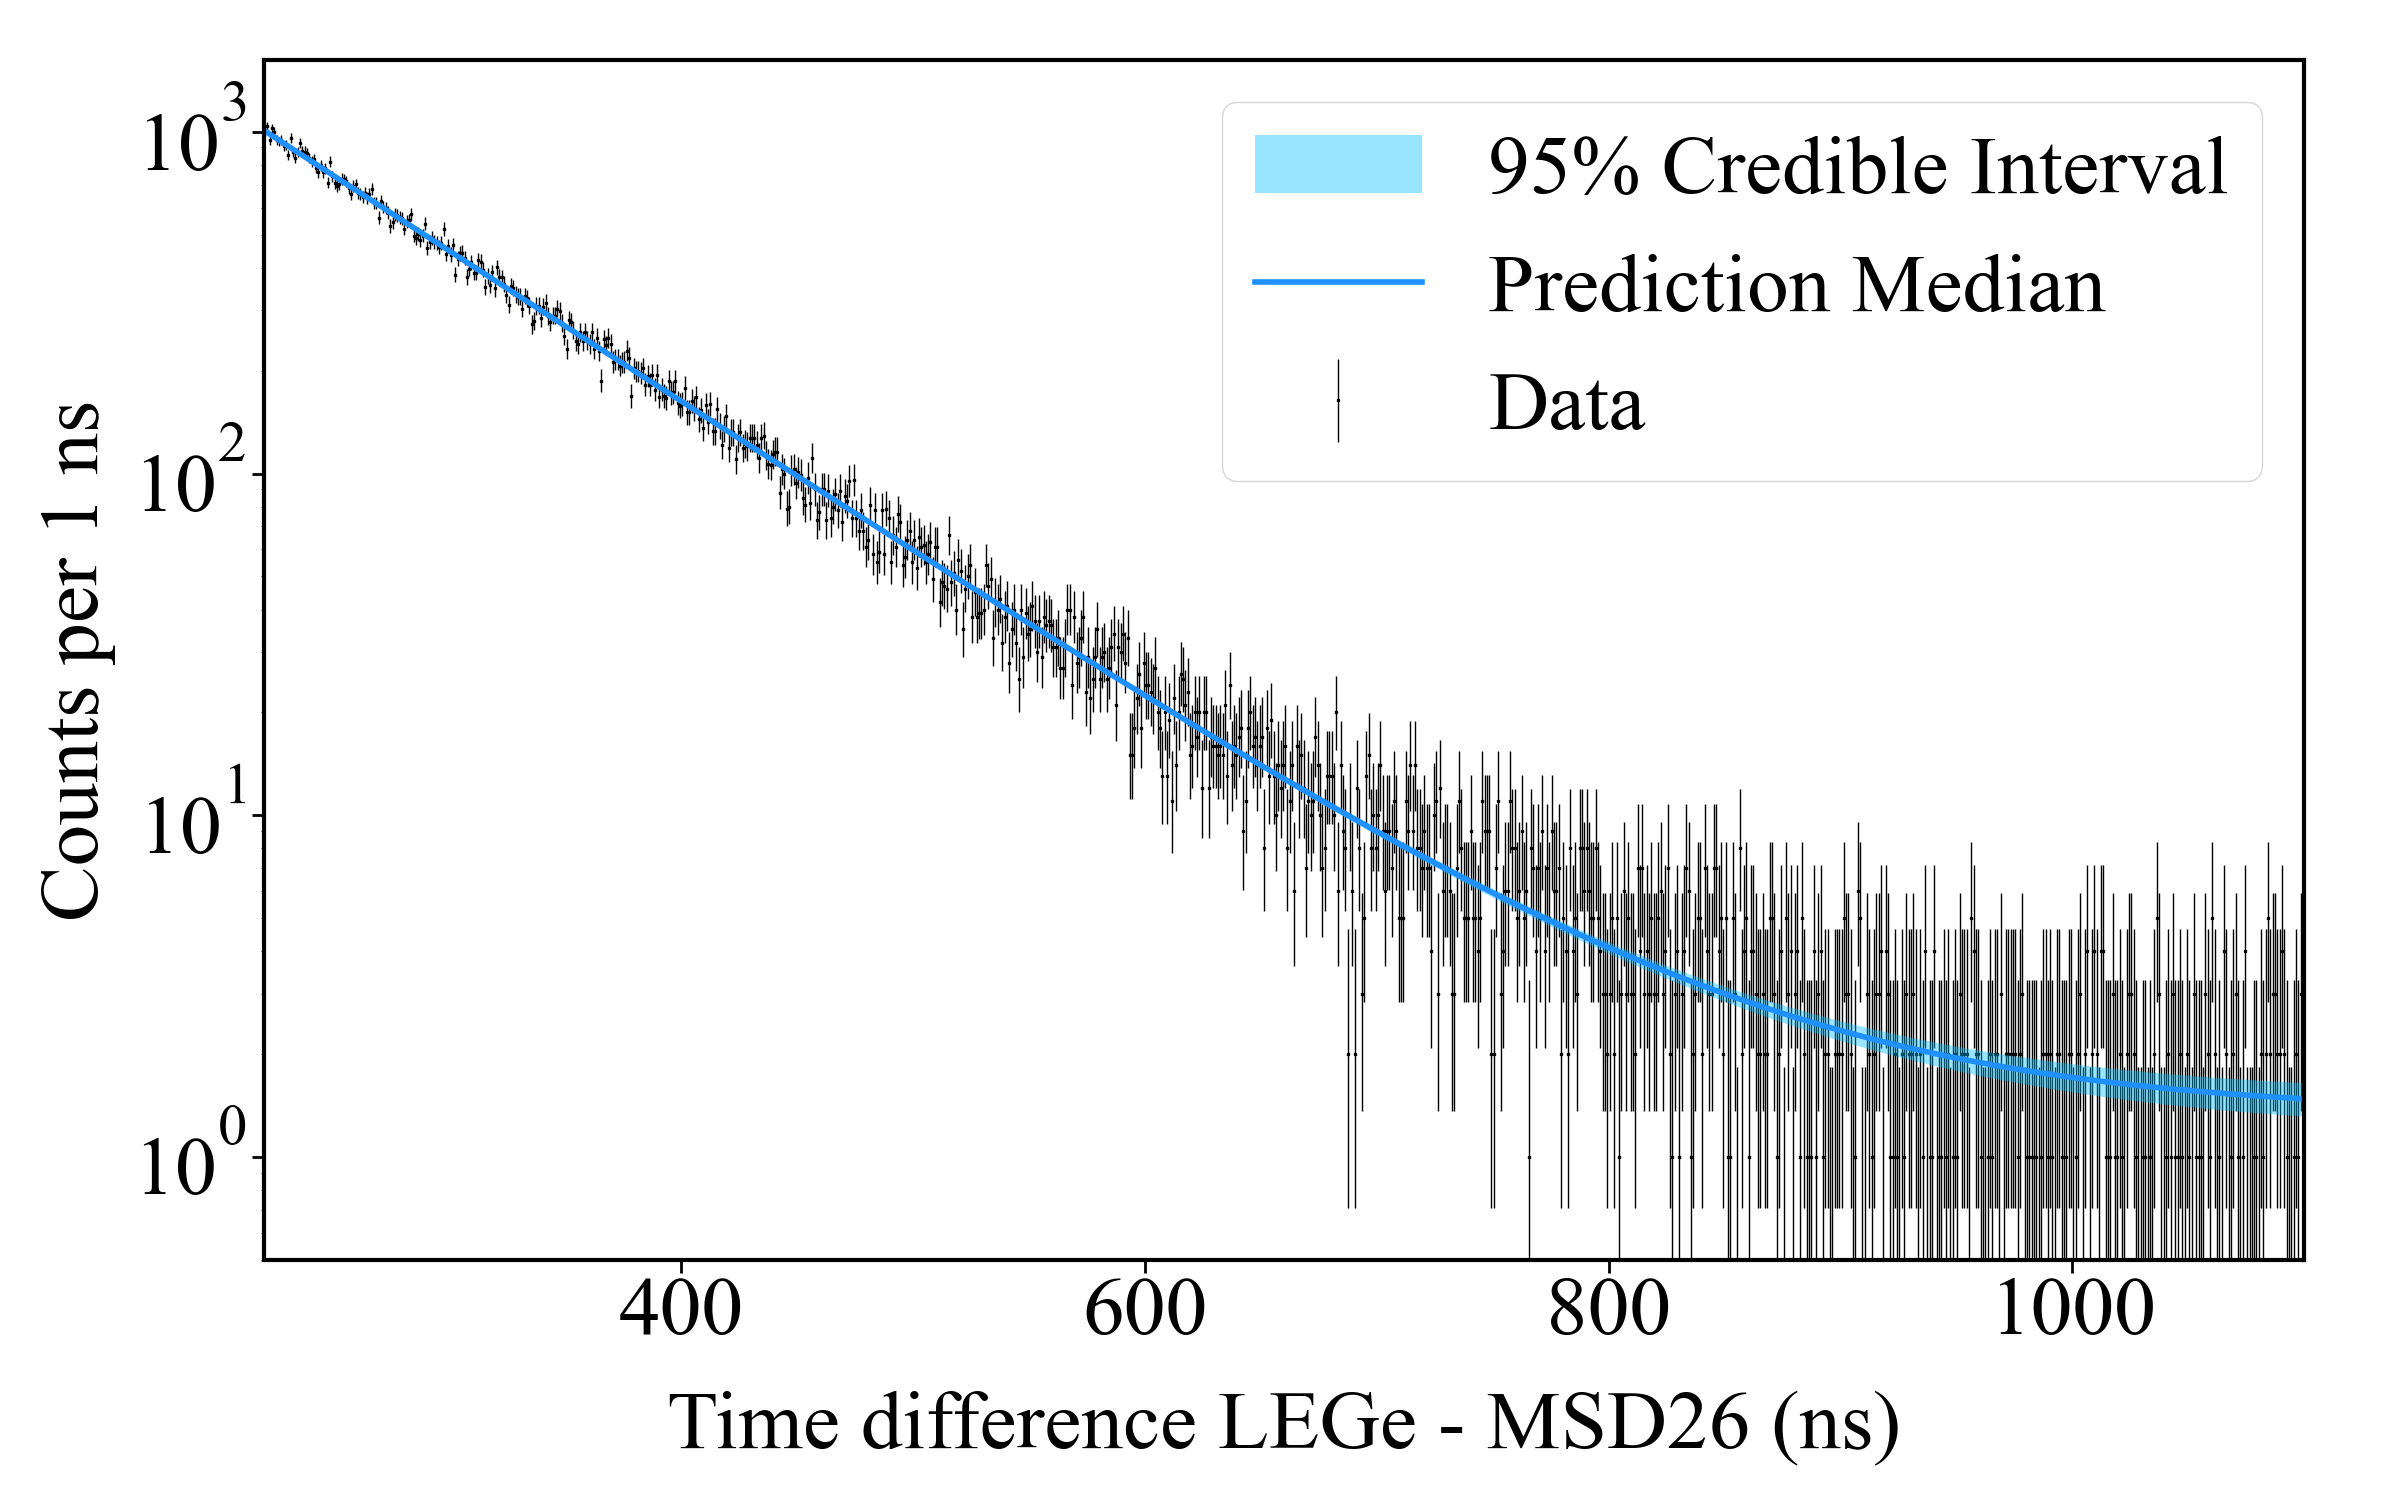 10^3
10^2
10^1
10^0
Counts per 1 ns
95% Credible Interval
Prediction Median
Data
400 600 800 1000
Time difference LEGe - MSD26 (ns)